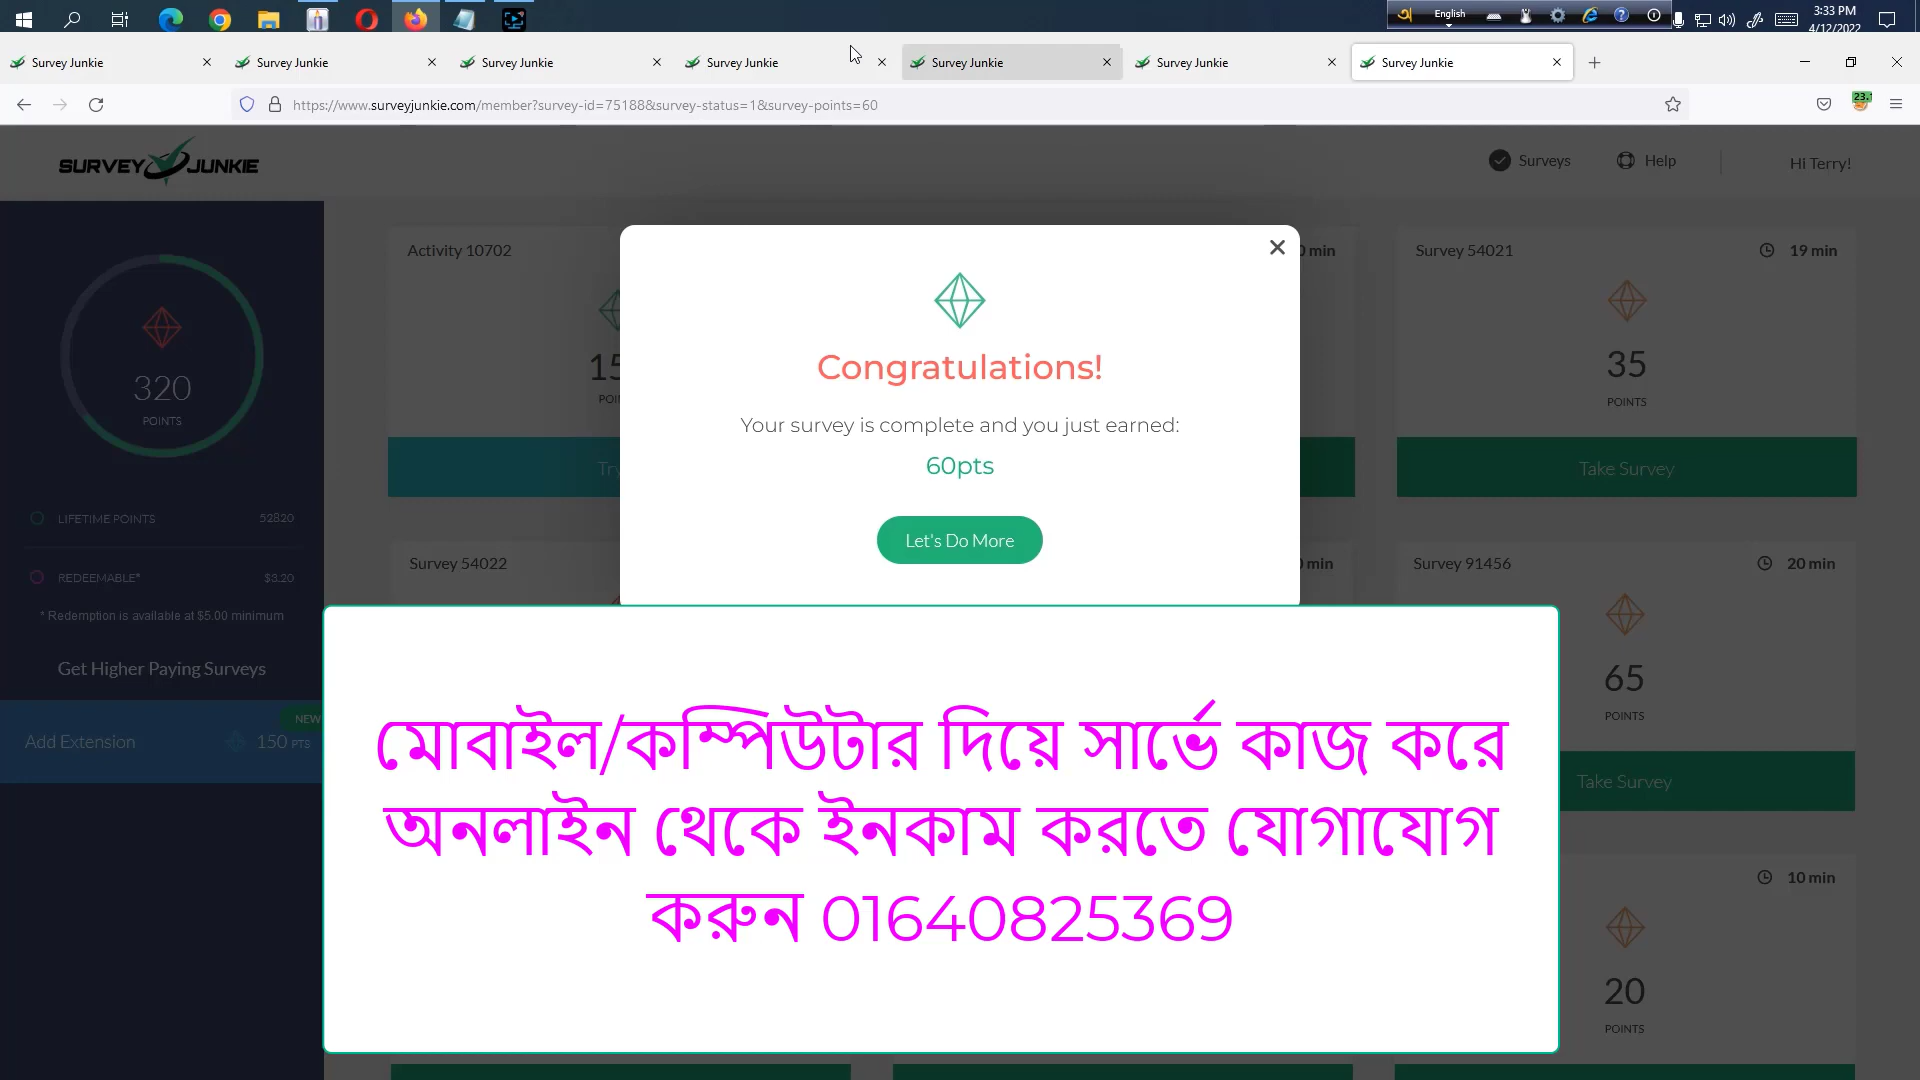 English
3:33 PM
4/12/2022
Survey Junkie
Survey Junkie
Survey Junkie
Survey Junkie
Survey Junkie
Survey Junkie
Survey Junkie
https://www.surveyjunkie.com/member?survey-id=75188&survey-status=1&survey-points=60
SURVEY JUNKIE
Surveys
Help
Hi Terry!
Activity 10702
Survey 54021
19 min
320
POINTS
35
POINTS
Take Survey
Congratulations!
Your survey is complete and you just earned:
60pts
Let's Do More
LIFETIME POINTS 52820
REDEEMABLE* $3.20
* Redemption is available at $5.00 minimum
Get Higher Paying Surveys
NEW
Add Extension 150 PTS
Survey 54022
Survey 91456
20 min
65
POINTS
Take Survey
10 min
20
POINTS
মোবাইল/কম্পিউটার দিয়ে সার্ভে কাজ করে
অনলাইন থেকে ইনকাম করতে যোগাযোগ
করুন 01640825369